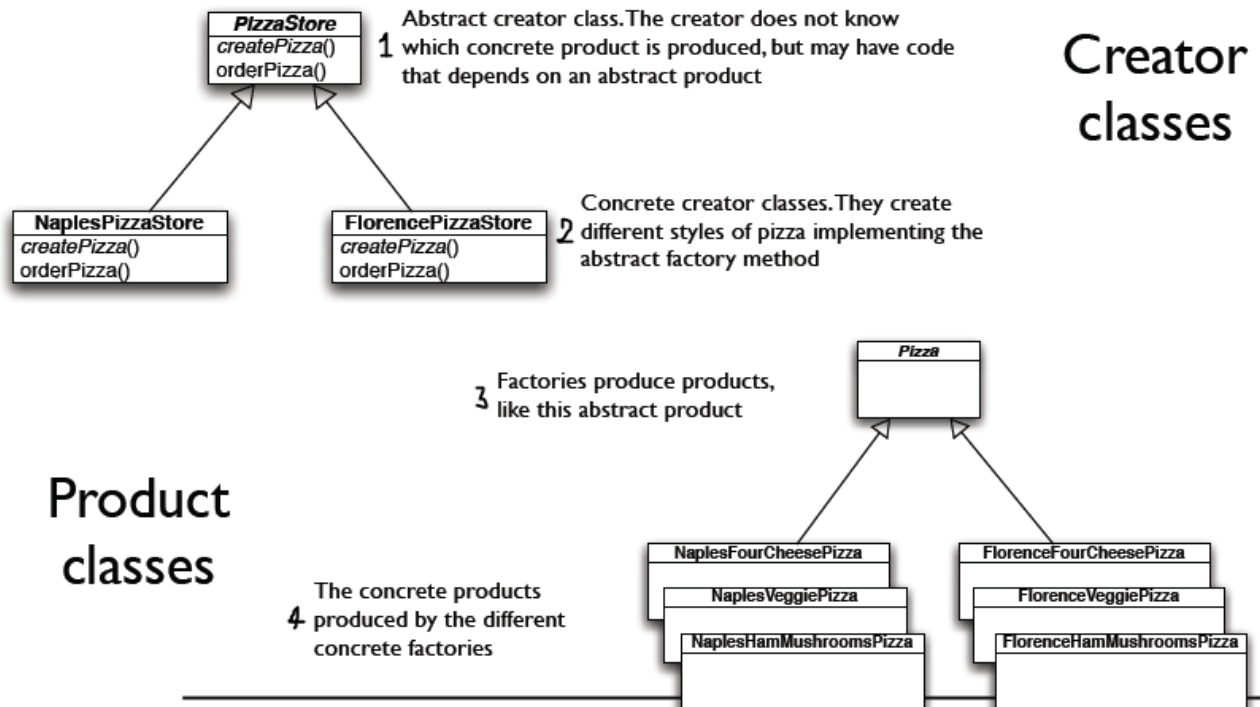 PizzaStore
createPizza()
orderPizza()
1
Abstract creator class. The creator does not know
which concrete product is produced, but may have code
that depends on an abstract product
Creator
classes
NaplesPizzaStore
createPizza()
orderPizza()
FlorencePizzaStore
createPizza()
orderPizza()
2
Concrete creator classes. They create
different styles of pizza implementing the
abstract factory method
Pizza
3
Factories produce products,
like this abstract product
Product
classes
NaplesFourCheesePizza
NaplesVeggiePizza
NaplesHamMushroomsPizza
FlorenceFourCheesePizza
FlorenceVeggiePizza
FlorenceHamMushroomsPizza
4
The concrete products
produced by the different
concrete factories